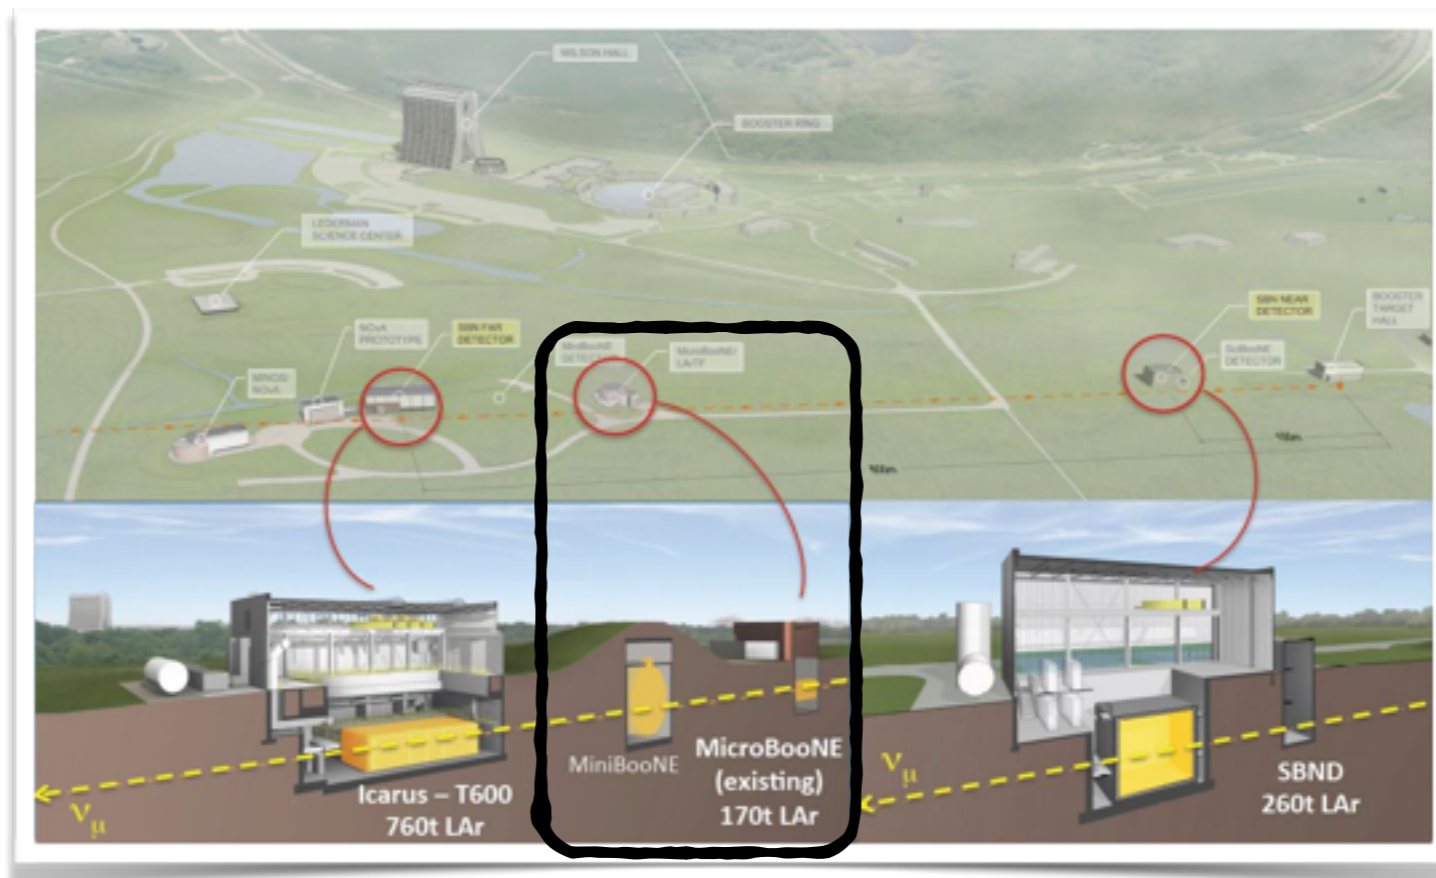 WILSON HALL
BOOSTER RING
LEDERMAN
SCIENCE CENTER
SBN NEAR
DETECTOR
BOOSTER
TARGET
HALL
NOvA
PROTOTYPE
SBN FAR
DETECTOR
MiniBooNE
DETECTOR
MicroBooNE/
LArTF
SciBooNE
DETECTOR
MINOS/
NOvA
MiniBooNE
MicroBooNE
(existing)
170t LAr
νμ
SBND
260t LAr
Icarus – T600
760t LAr
νμ